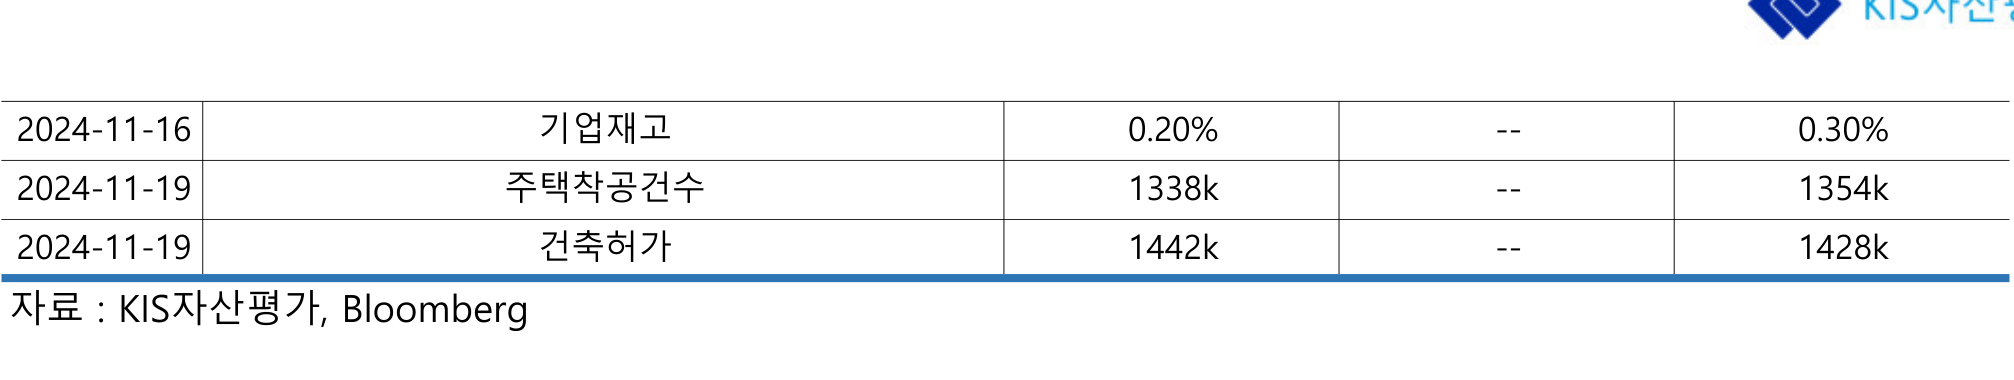 KIS자산
2024-11-16 기업재고 0.20% -- 0.30%
2024-11-19 주택착공건수 1338k -- 1354k
2024-11-19 건축허가 1442k -- 1428k
자료 : KIS자산평가, Bloomberg